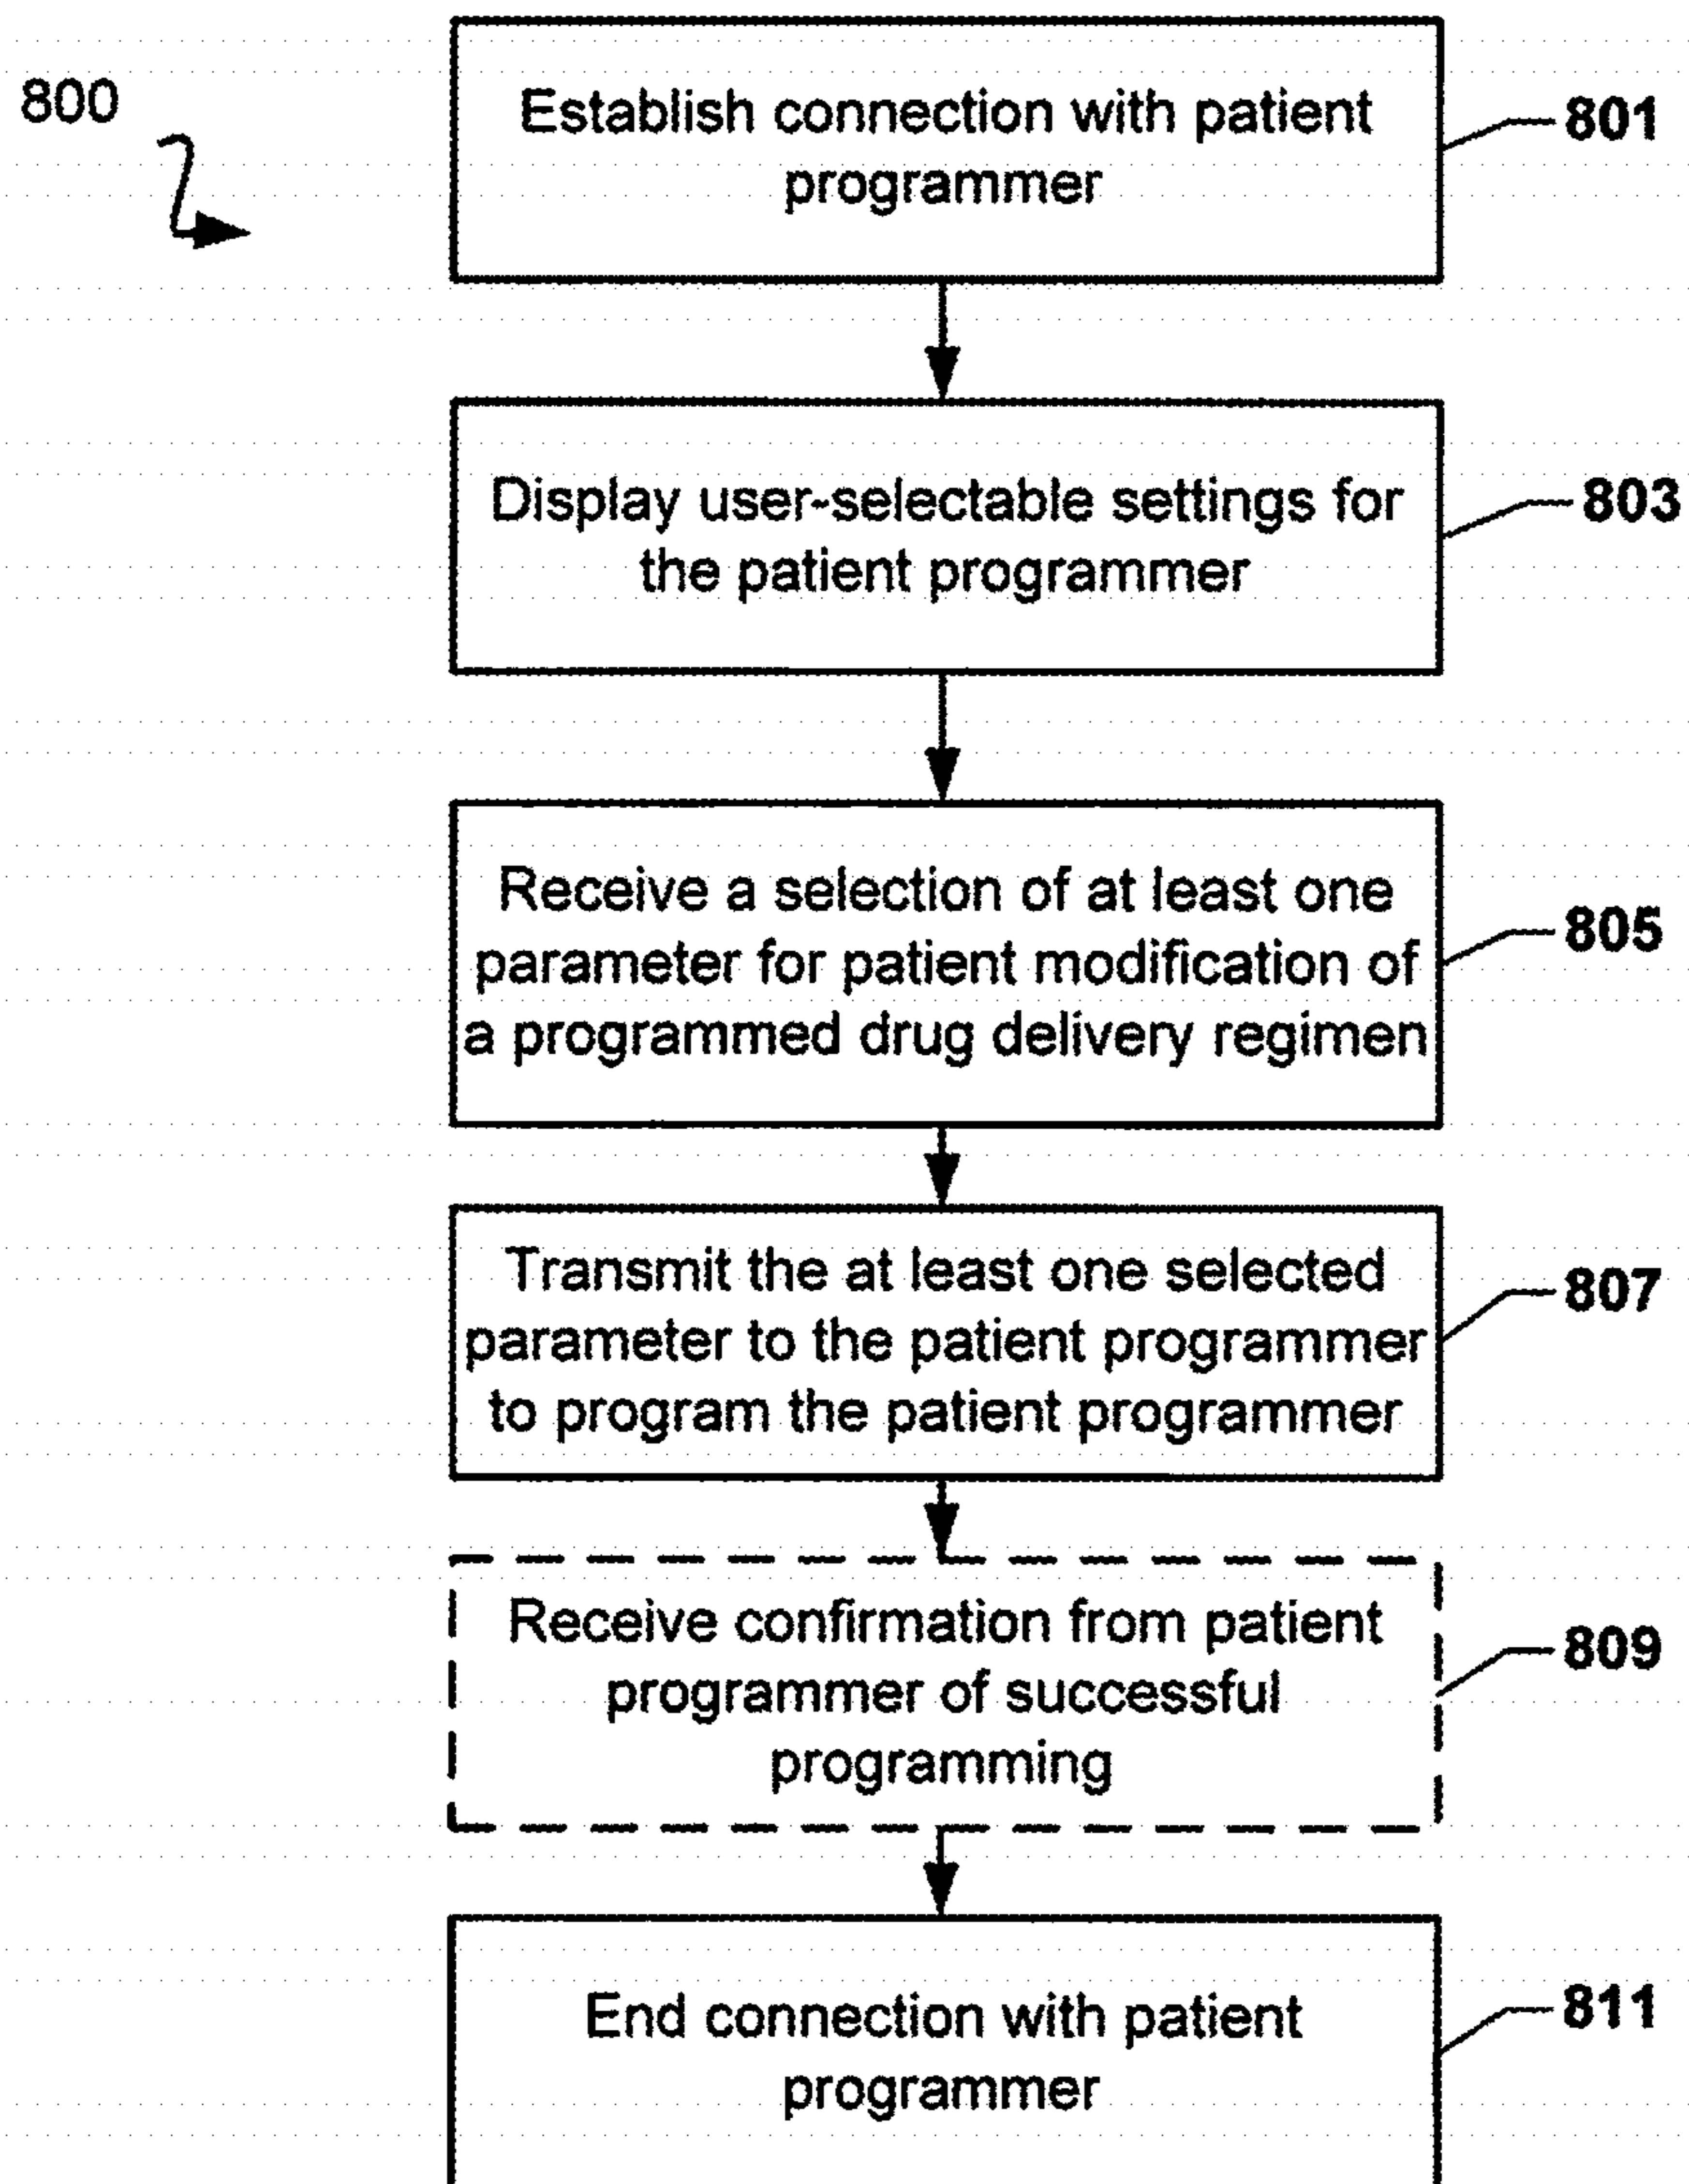 800
Establish connection with patient
programmer
801
Display user-selectable settings for
the patient programmer
803
Receive a selection of at least one
parameter for patient modification of
a programmed drug delivery regimen
805
Transmit the at least one selected
parameter to the patient programmer
to program the patient programmer
807
Receive confirmation from patient
programmer of successful
programming
809
End connection with patient
programmer
811